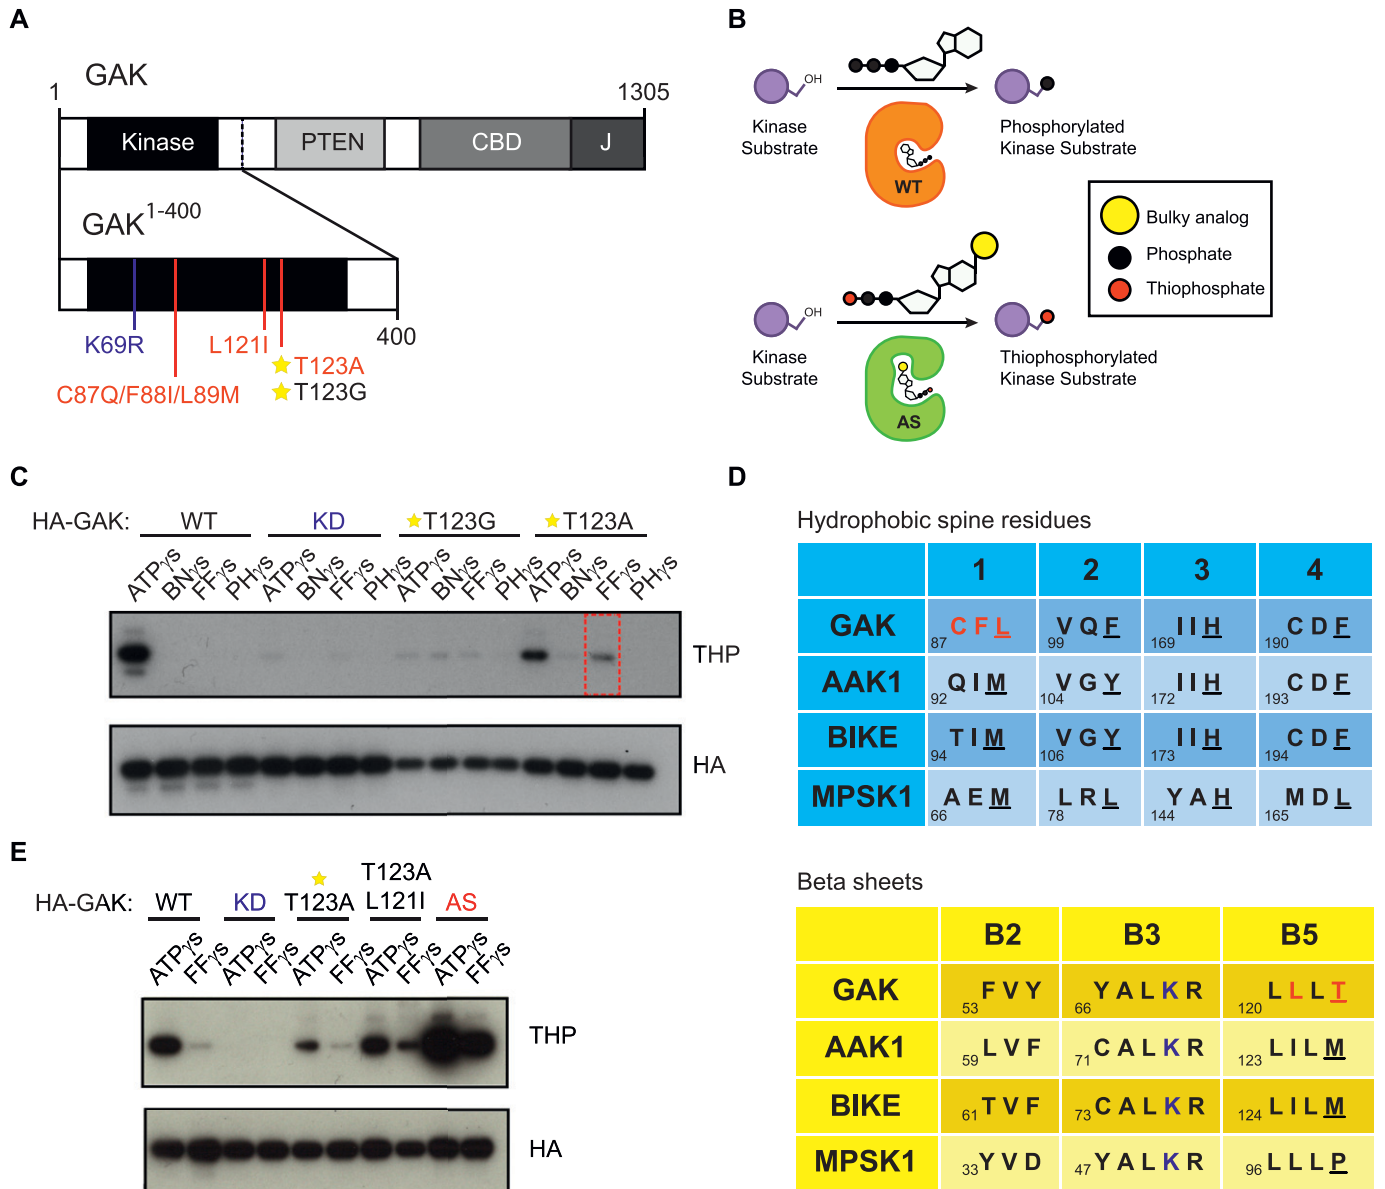 A
GAK
1
1305
Kinase
PTEN
CBD
J
GAK1-400
400
K69R
L121I
T123A
T123G
C87Q/F88I/L89M
B
OH
Kinase
Substrate
WT
Phosphorylated
Kinase Substrate
Bulky analog
Phosphate
Thiophosphate
OH
Kinase
Substrate
AS
Thiophosphorylated
Kinase Substrate
C
HA-GAK: WT KD T123G T123A
ATPγs BNγs FFγs PHγs ATPγs BNγs FFγs PHγs ATPγs BNγs FFγs PHγs ATPγs BNγs FFγs PHγs
THP
HA
D
Hydrophobic spine residues
1 2 3 4
GAK 87 C F L 99 V Q F 169 I I H 190 C D F
AAK1 92 Q I M 104 V G Y 172 I I H 193 C D F
BIKE 94 T I M 106 V G Y 173 I I H 194 C D F
MPSK1 66 A E M 78 L R L 144 Y A H 165 M D L
Beta sheets
B2 B3 B5
GAK 53 F V Y 66 Y A L K R 120 L L L T
AAK1 59 L V F 71 C A L K R 123 L I L M
BIKE 61 T V F 73 C A L K R 124 L I L M
MPSK1 33 Y V D 47 Y A L K R 96 L L L P
E
T123A
HA-GAK: WT KD T123A L121I AS
ATPγs FFγs ATPγs FFγs ATPγs FFγs ATPγs FFγs ATPγs FFγs
THP
HA